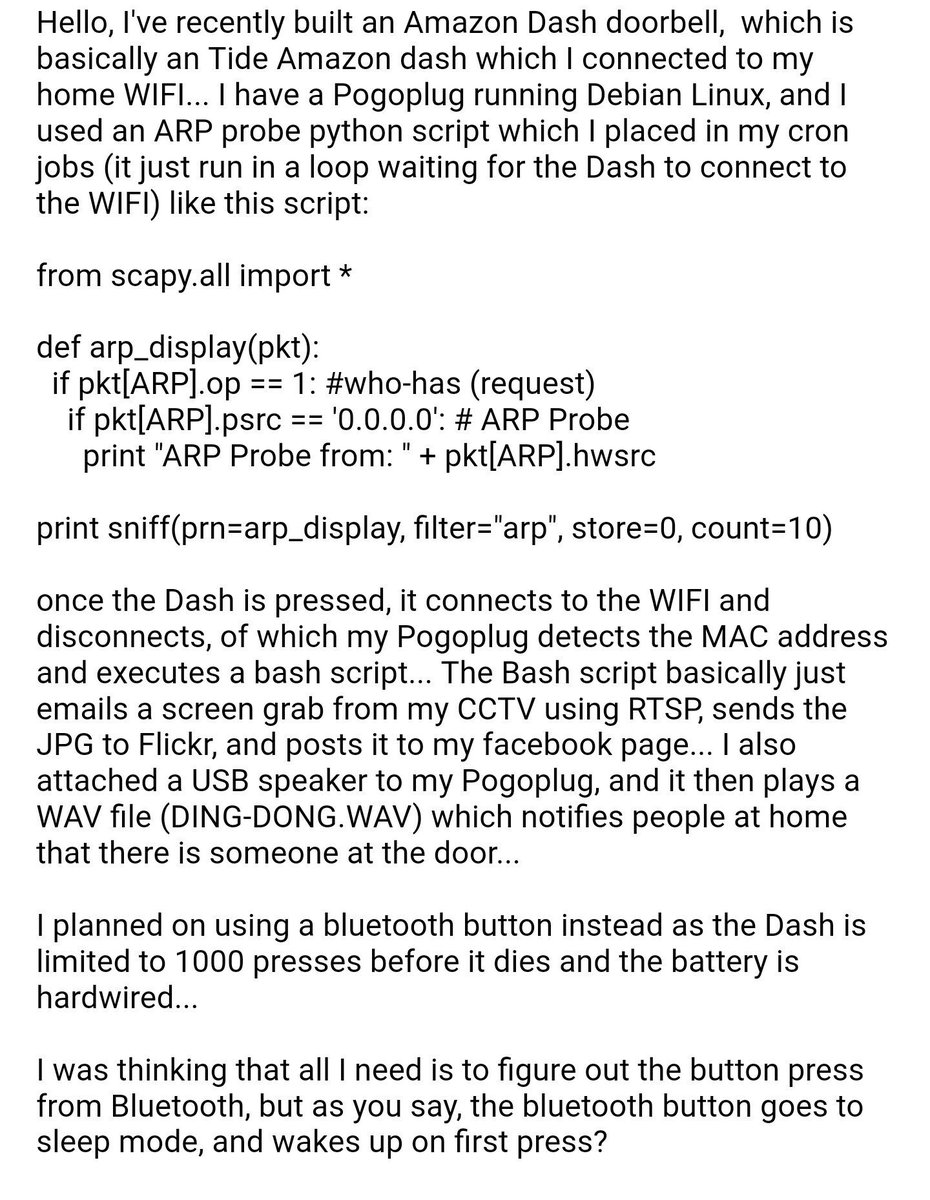 Hello, I've recently built an Amazon Dash doorbell,  which is
basically an Tide Amazon dash which I connected to my
home WIFI... I have a Pogoplug running Debian Linux, and I
used an ARP probe python script which I placed in my cron
jobs (it just run in a loop waiting for the Dash to connect to
the WIFI) like this script:

from scapy.all import *

def arp_display(pkt):
  if pkt[ARP].op == 1: #who-has (request)
    if pkt[ARP].psrc == '0.0.0.0': # ARP Probe
      print "ARP Probe from: " + pkt[ARP].hwsrc

print sniff(prn=arp_display, filter="arp", store=0, count=10)

once the Dash is pressed, it connects to the WIFI and
disconnects, of which my Pogoplug detects the MAC address
and executes a bash script... The Bash script basically just
emails a screen grab from my CCTV using RTSP, sends the
JPG to Flickr, and posts it to my facebook page... I also
attached a USB speaker to my Pogoplug, and it then plays a
WAV file (DING-DONG.WAV) which notifies people at home
that there is someone at the door...

I planned on using a bluetooth button instead as the Dash is
limited to 1000 presses before it dies and the battery is
hardwired...

I was thinking that all I need is to figure out the button press
from Bluetooth, but as you say, the bluetooth button goes to
sleep mode, and wakes up on first press?